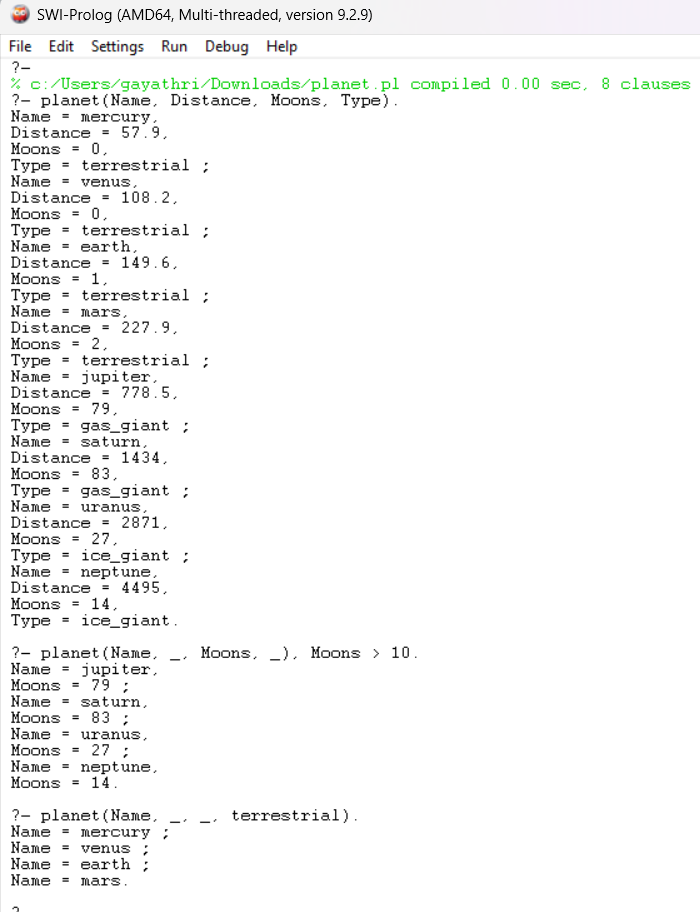 SWI-Prolog (AMD64, Multi-threaded, version 9.2.9)
File Edit Settings Run Debug Help
?-
% c:/Users/gayathri/Downloads/planet.pl compiled 0.00 sec, 8 clauses
?- planet(Name, Distance, Moons, Type).
Name = mercury,
Distance = 57.9,
Moons = 0,
Type = terrestrial ;
Name = venus,
Distance = 108.2,
Moons = 0,
Type = terrestrial ;
Name = earth,
Distance = 149.6,
Moons = 1,
Type = terrestrial ;
Name = mars,
Distance = 227.9,
Moons = 2,
Type = terrestrial ;
Name = jupiter,
Distance = 778.5,
Moons = 79,
Type = gas_giant ;
Name = saturn,
Distance = 1434,
Moons = 83,
Type = gas_giant ;
Name = uranus,
Distance = 2871,
Moons = 27,
Type = ice_giant ;
Name = neptune,
Distance = 4495,
Moons = 14,
Type = ice_giant.
?- planet(Name, _, Moons, _), Moons > 10.
Name = jupiter,
Moons = 79 ;
Name = saturn,
Moons = 83 ;
Name = uranus,
Moons = 27 ;
Name = neptune,
Moons = 14.
?- planet(Name, _, _, terrestrial).
Name = mercury ;
Name = venus ;
Name = earth ;
Name = mars.